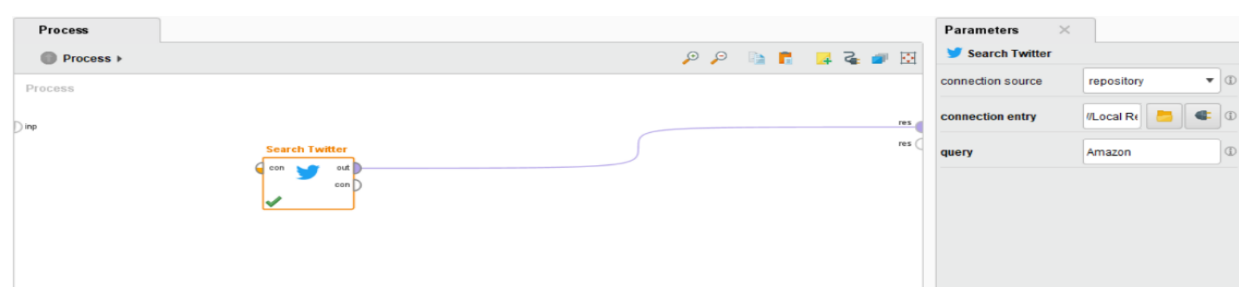 Process
Process
Process
inp
res
res
Search Twitter
con
out
con
Parameters
Search Twitter
connection source
repository
connection entry
//Local Re
query
Amazon